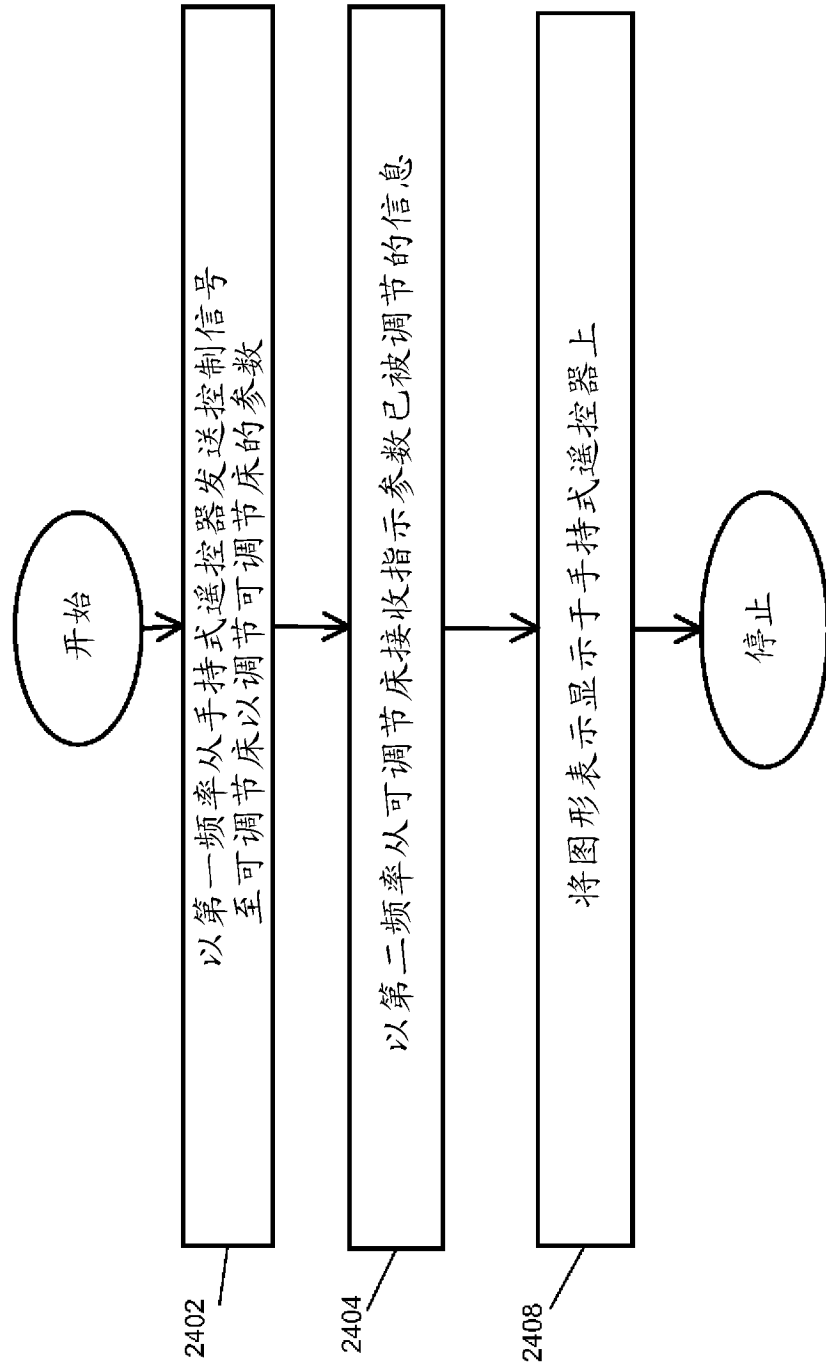 开始
2402
以第一频率从手持式遥控器发送控制信号
至可调节床以调节可调节床的参数
2404
以第二频率从可调节床接收指示参数已被调节的信息
2408
将图形表示显示于手持式遥控器上
停止